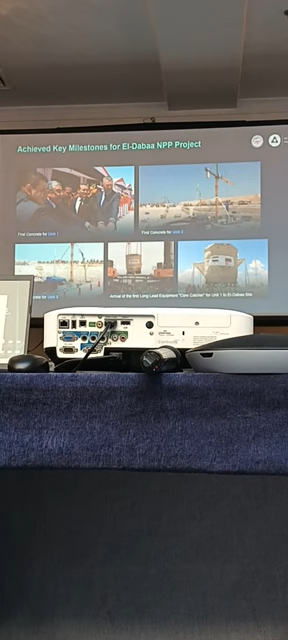 Achieved Key Milestones for El-Dabaa NPP Project
First Concrete for Unit 1
First Concrete for Unit 2
Arrival of the first Long Lead Equipment "Core Catcher" for Unit 1 to El-Dabaa Site